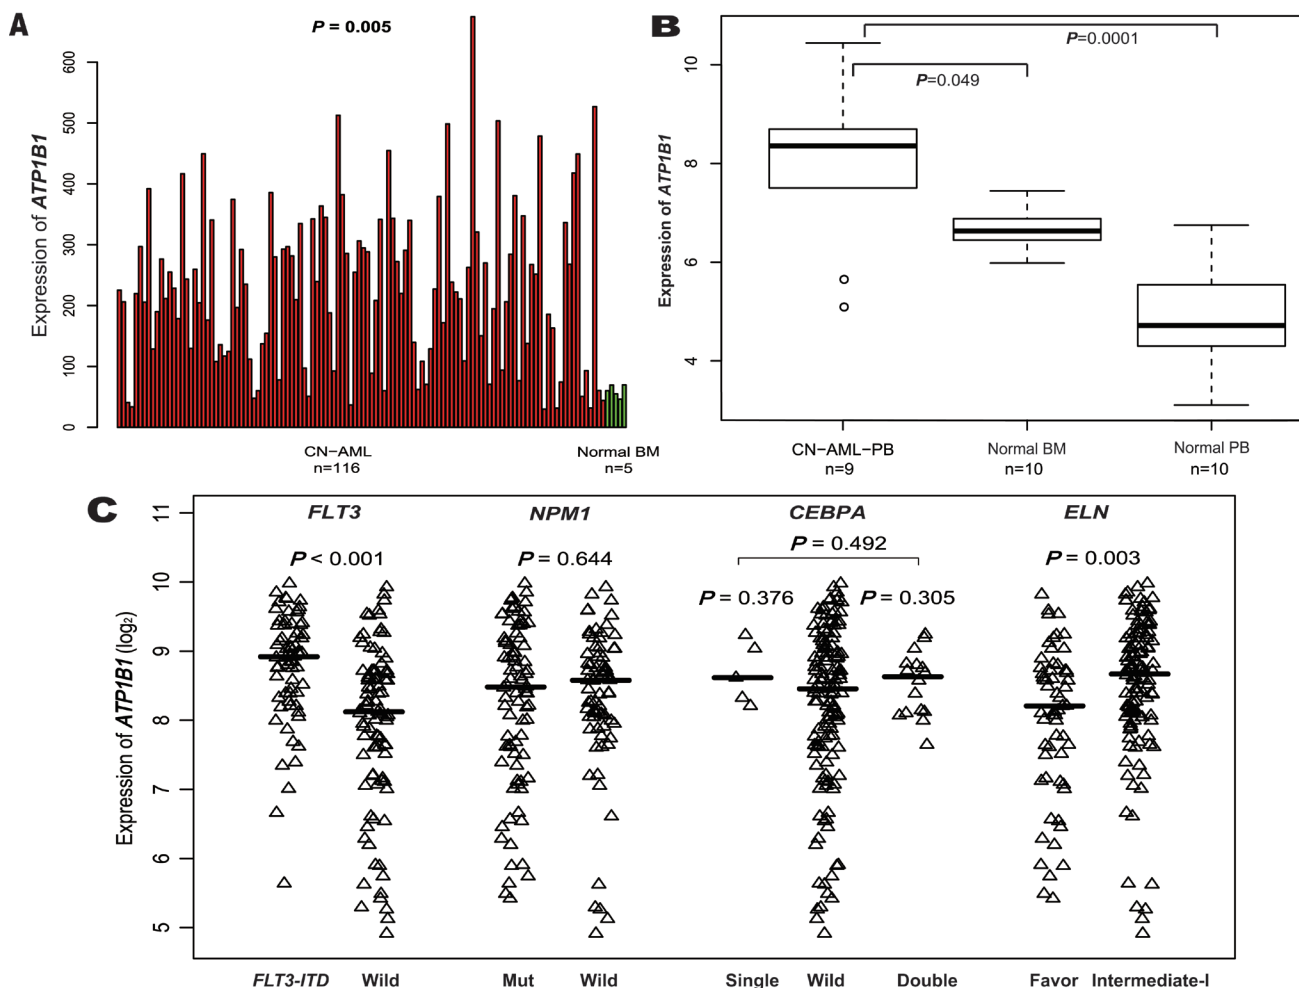 A
P = 0.005
Expression of ATP1B1
600
500
400
300
200
100
0
CN-AML
n=116
Normal BM
n=5
B
P=0.0001
P=0.049
Expression of ATP1B1
10
8
6
4
CN-AML-PB
n=9
Normal BM
n=10
Normal PB
n=10
C
FLT3 NPM1 CEBPA ELN
P < 0.001 P = 0.644 P = 0.492 P = 0.003
P = 0.376 P = 0.305
Expression of ATP1B1 (log2)
11
10
9
8
7
6
5
FLT3-ITD Wild Mut Wild Single Wild Double Favor Intermediate-I